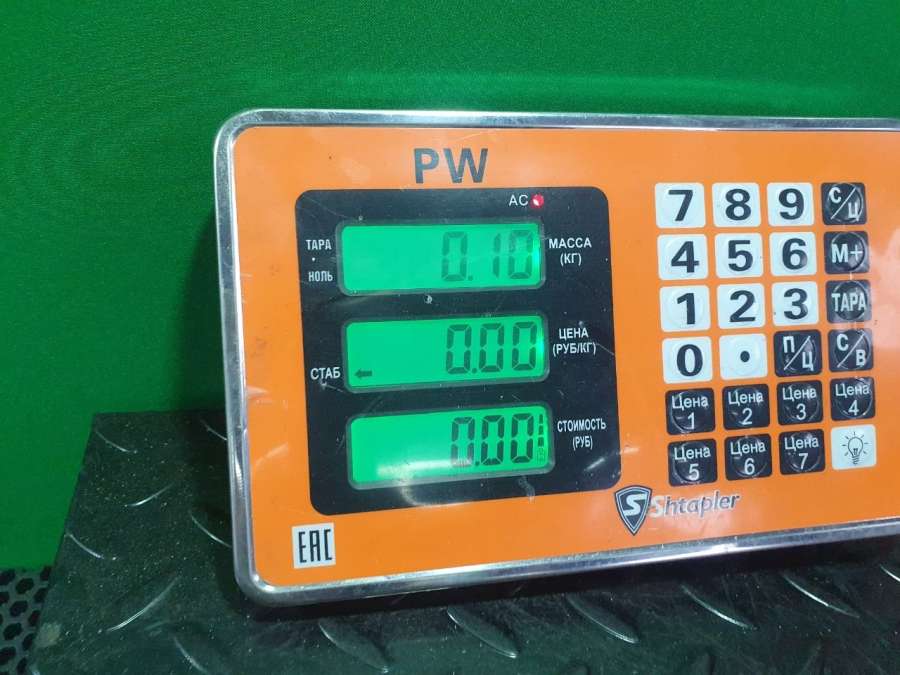 PW
AC
ТАРА
НОЛЬ
0.10
МАССА
(КГ)
СТАБ
0.00
ЦЕНА
(РУБ/КГ)
0.00
СТОИМОСТЬ
(РУБ)
7 8 9 С/Ц
4 5 6 М+
1 2 3 ТАРА
0 . П/Ц С/В
Цена 1 Цена 2 Цена 3 Цена 4
Цена 5 Цена 6 Цена 7
S Shtapler
EAC